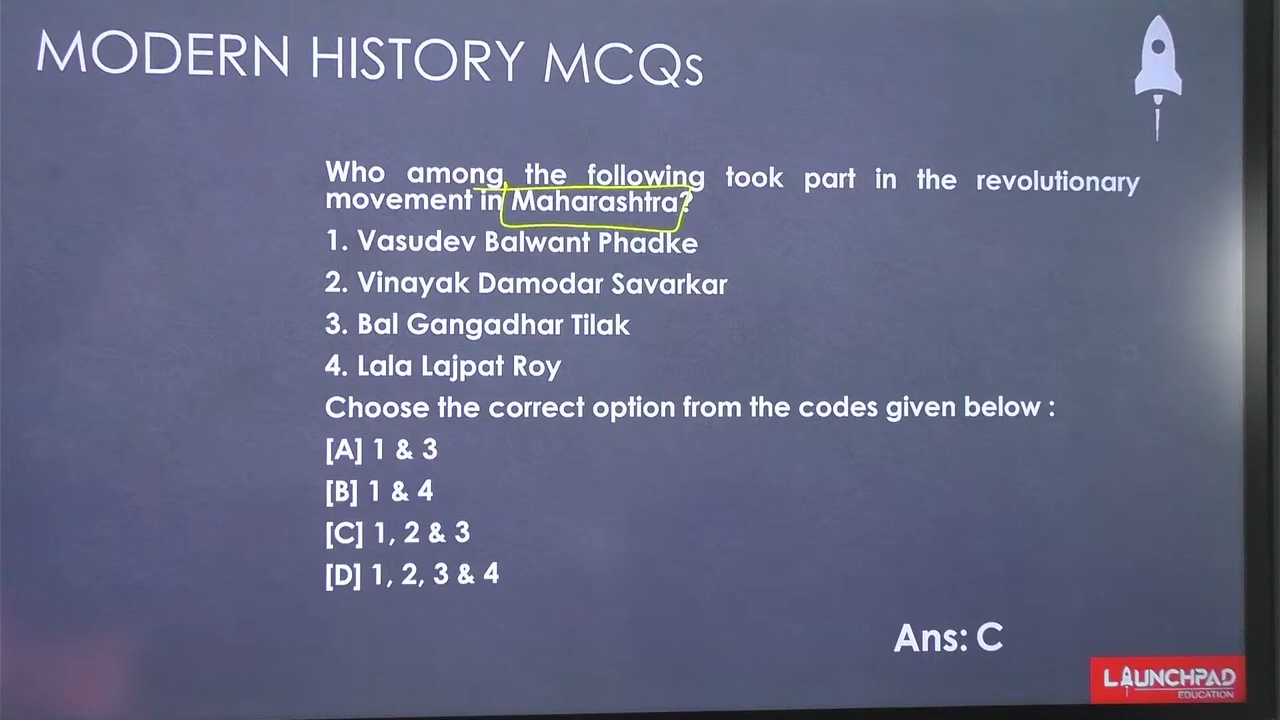 MODERN HISTORY MCQs
Who among the following took part in the revolutionary
movement in Maharashtra?
1. Vasudev Balwant Phadke
2. Vinayak Damodar Savarkar
3. Bal Gangadhar Tilak
4. Lala Lajpat Roy
Choose the correct option from the codes given below :
[A] 1 & 3
[B] 1 & 4
[C] 1, 2 & 3
[D] 1, 2, 3 & 4
Ans: C
LAUNCHPAD
EDUCATION